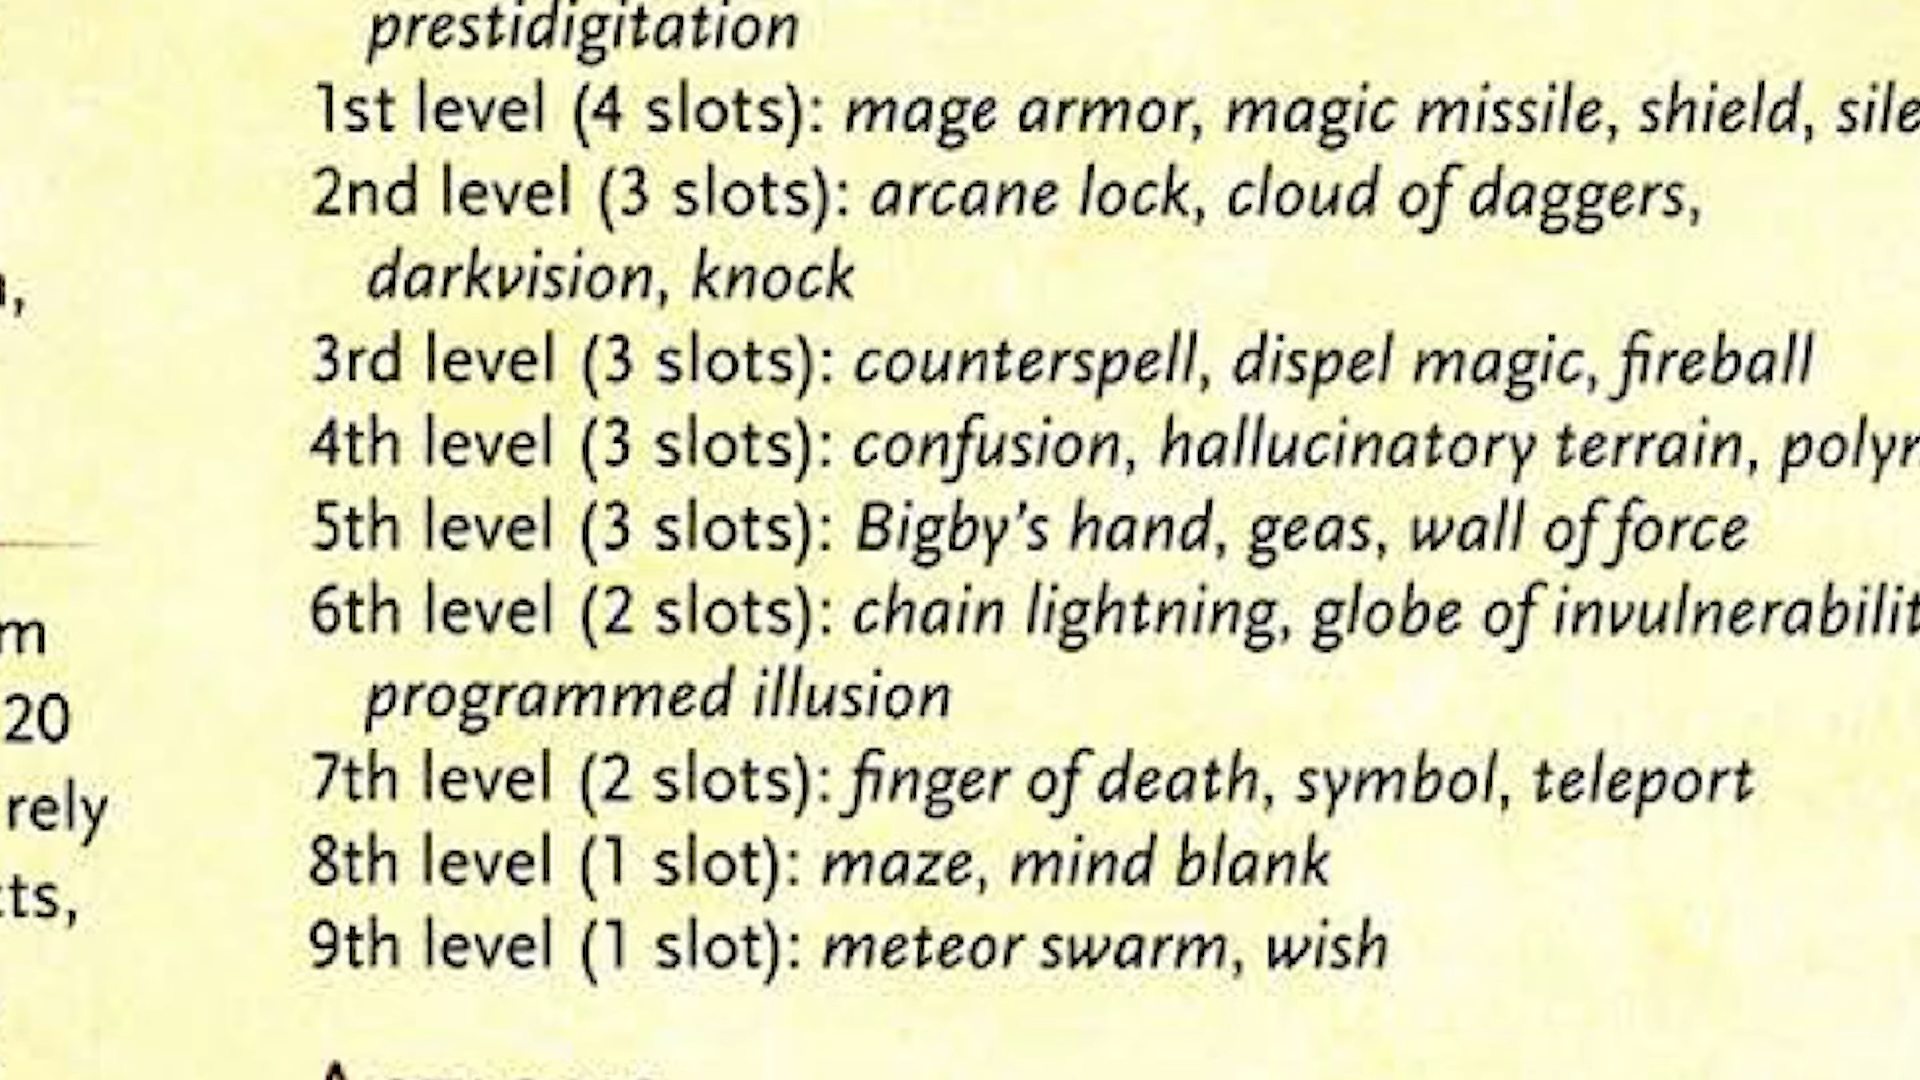 prestidigitation
1st level (4 slots): mage armor, magic missile, shield,
2nd level (3 slots): arcane lock, cloud of daggers,
darkvision, knock
3rd level (3 slots): counterspell, dispel magic, fireball
4th level (3 slots): confusion, hallucinatory terrain,
5th level (3 slots): Bigby's hand, geas, wall of force
6th level (2 slots): chain lightning, globe of
programmed illusion
7th level (2 slots): finger of death, symbol, teleport
8th level (1 slot): maze, mind blank
9th level (1 slot): meteor swarm, wish
20
rely